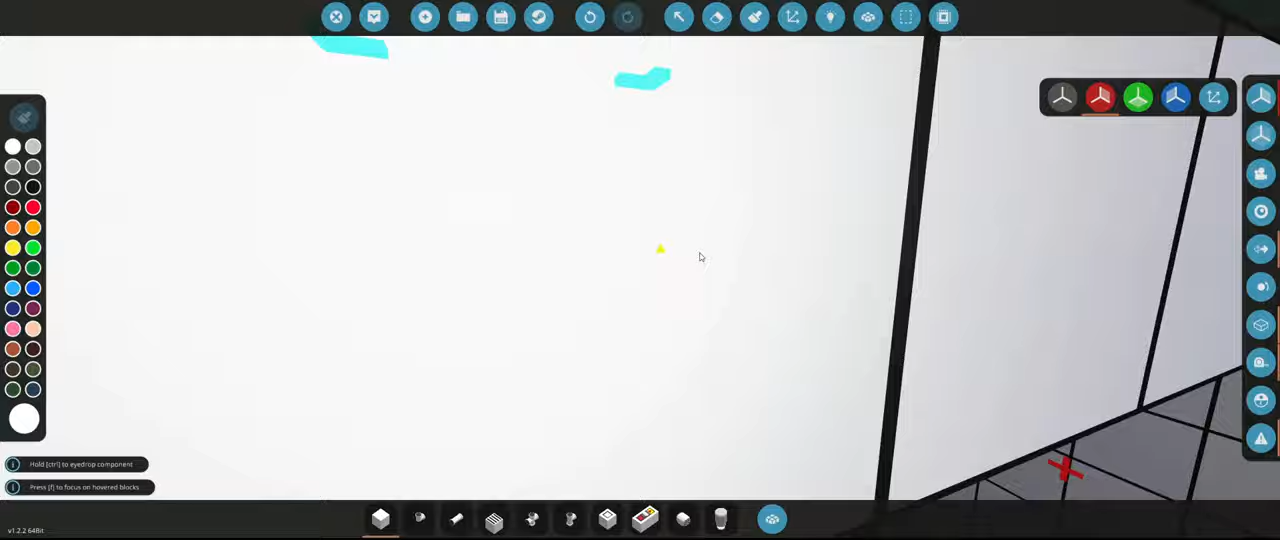 Hold [ctrl] to eyedrop component
Press [f] to focus on hovered blocks
v1.2.2 64Bit